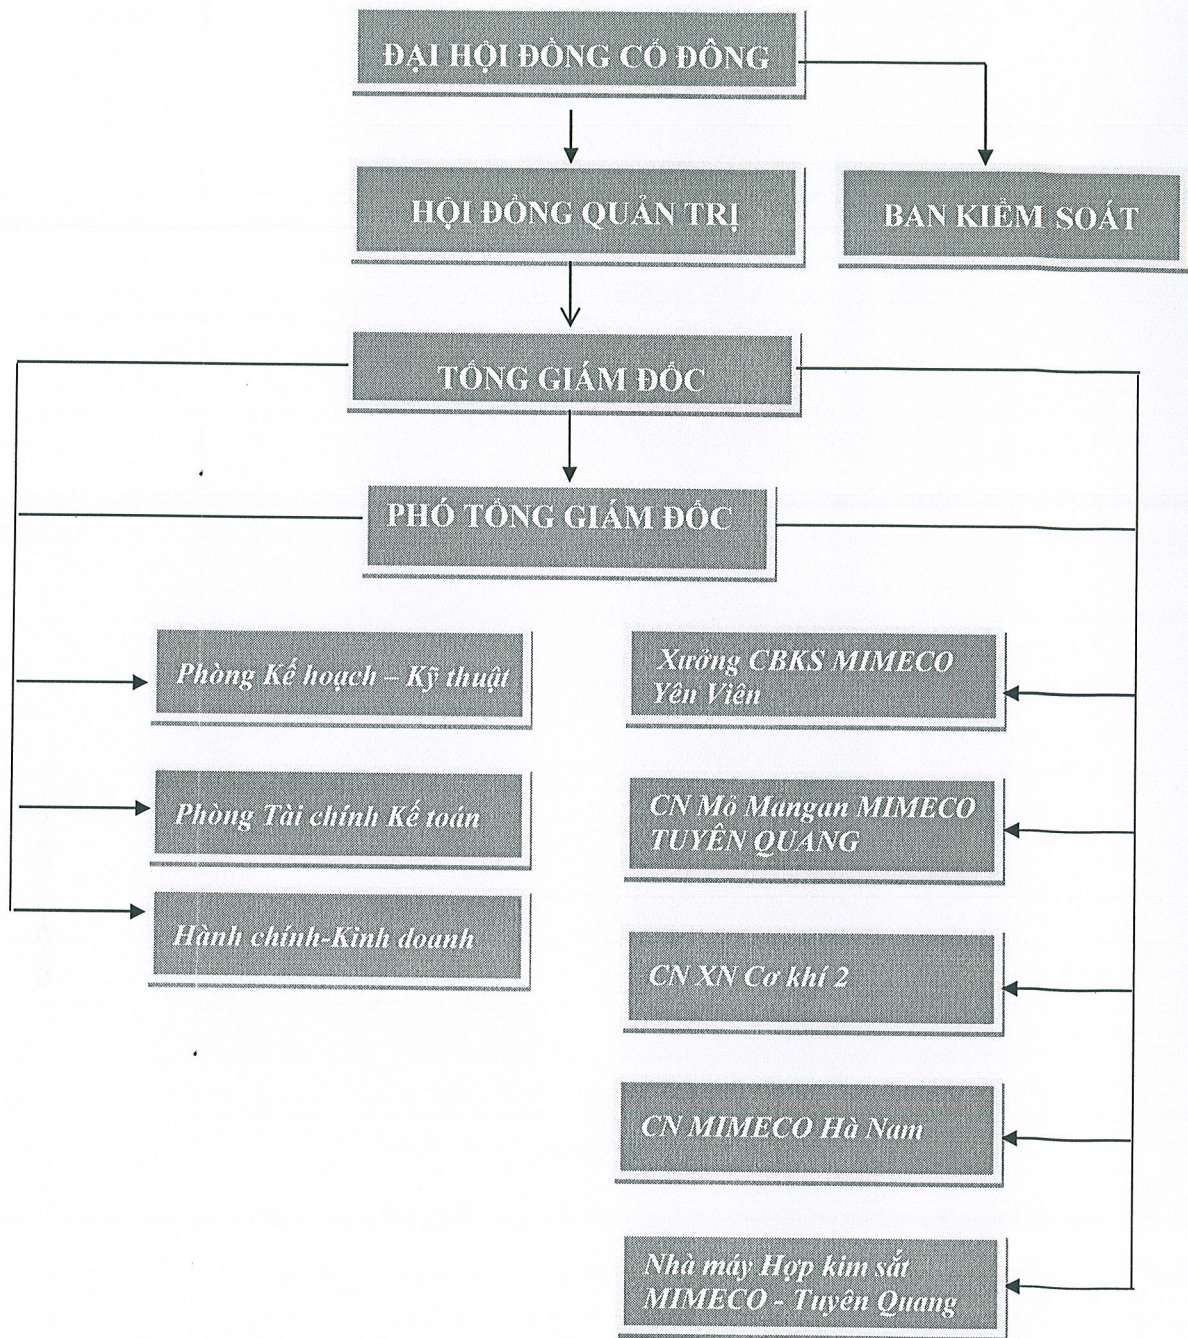 ĐẠI HỘI ĐỒNG CỔ ĐÔNG
HỘI ĐỒNG QUẢN TRỊ
BAN KIỂM SOÁT
TỔNG GIÁM ĐỐC
PHÓ TỔNG GIÁM ĐỐC
Phòng Kế hoạch – Kỹ thuật
Phòng Tài chính Kế toán
Hành chính-Kinh doanh
Xưởng CBKS MIMECO
Yên Viên
CN Mỏ Mangan MIMECO
TUYÊN QUANG
CN XN Cơ khí 2
CN MIMECO Hà Nam
Nhà máy Hợp kim sắt
MIMECO - Tuyên Quang